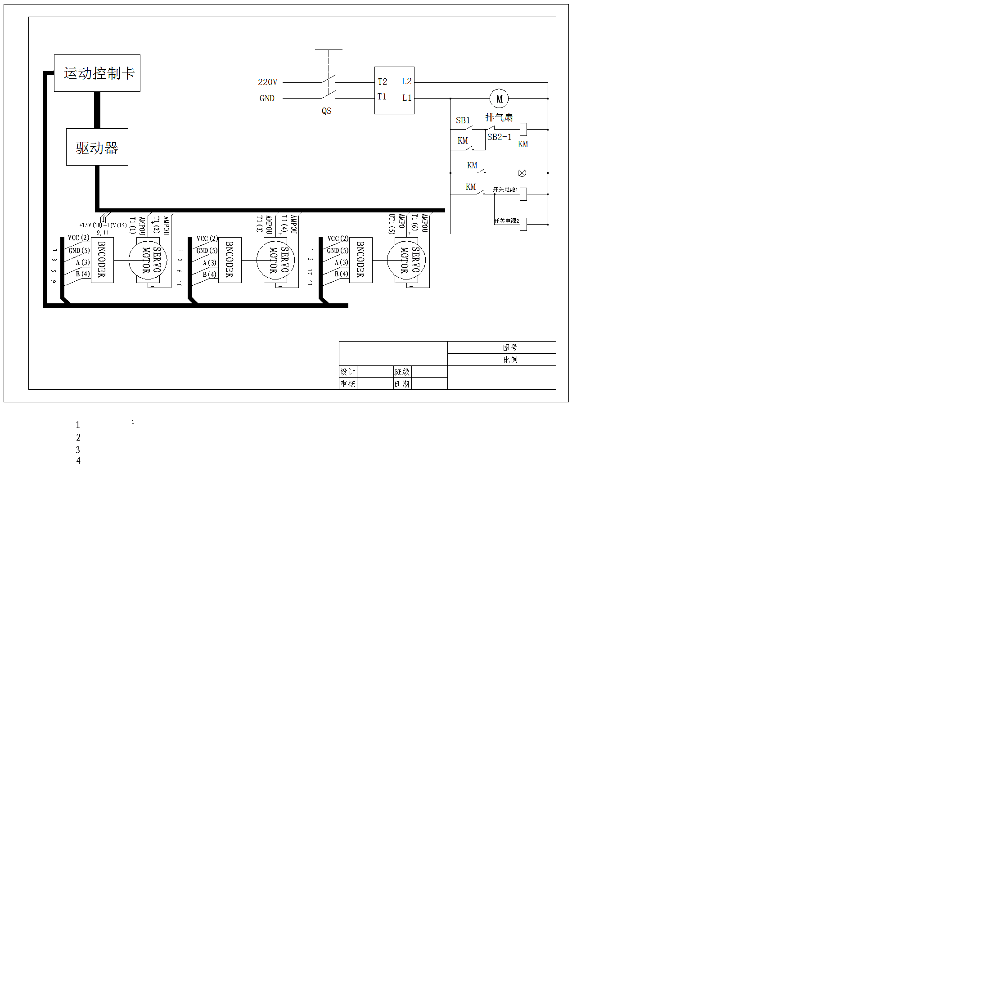 运动控制卡
驱动器
220V
GND
QS
T2
L2
T1
L1
M
排气扇
SB1
SB2-1
KM
KM
KM
KM
开关电源1
开关电源2
+15V(10)
-15V(12)
9,11
AMPOU
T1(1)
AMPOU
T1(2)
+
AMPOU
T1(3)
AMPOU
T1(4)
+
AMPO
UT1(5)
AMPOU
T1(6)
+
VCC(2)
GND(5)
A(3)
B(4)
1
3
5
9
BNCODER
SERVO
MOTOR
-
VCC(2)
GND(5)
A(3)
B(4)
1
3
6
10
BNCODER
SERVO
MOTOR
-
VCC(2)
GND(5)
A(3)
B(4)
1
3
17
21
BNCODER
SERVO
MOTOR
-
图号
比例
设计
班级
审核
日期
1
1
2
3
4